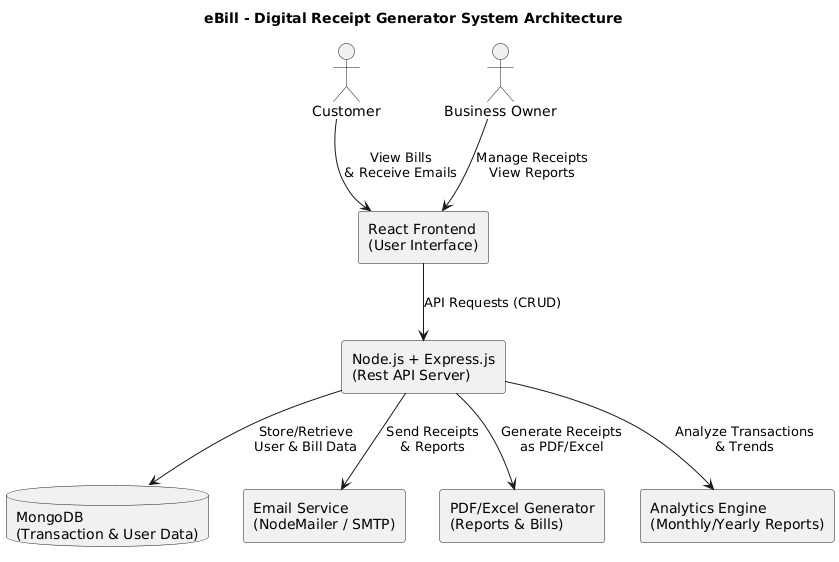 eBill - Digital Receipt Generator System Architecture
Customer
Business Owner
View Bills
& Receive Emails
Manage Receipts
View Reports
React Frontend
(User Interface)
API Requests (CRUD)
Node.js + Express.js
(Rest API Server)
Store/Retrieve
User & Bill Data
Send Receipts
& Reports
Generate Receipts
as PDF/Excel
Analyze Transactions
& Trends
MongoDB
(Transaction & User Data)
Email Service
(NodeMailer / SMTP)
PDF/Excel Generator
(Reports & Bills)
Analytics Engine
(Monthly/Yearly Reports)